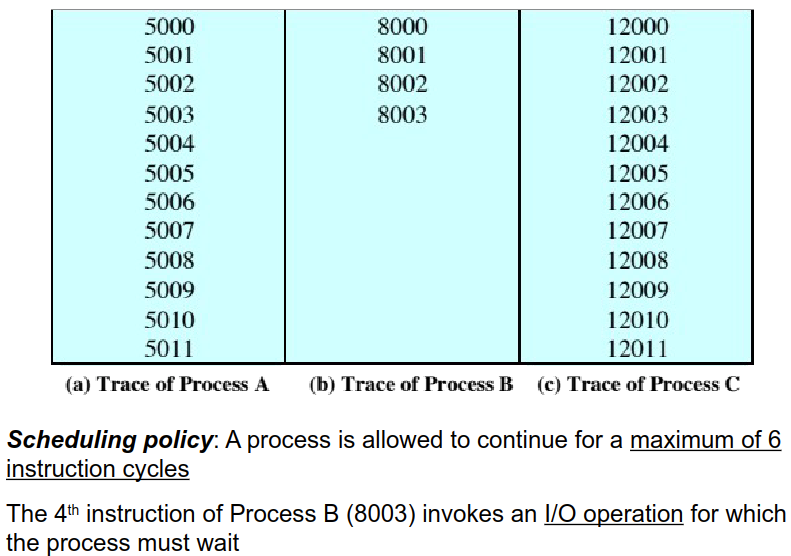 5000 8000 12000
5001 8001 12001
5002 8002 12002
5003 8003 12003
5004 12004
5005 12005
5006 12006
5007 12007
5008 12008
5009 12009
5010 12010
5011 12011
(a) Trace of Process A (b) Trace of Process B (c) Trace of Process C
Scheduling policy: A process is allowed to continue for a maximum of 6
instruction cycles
The 4th instruction of Process B (8003) invokes an I/O operation for which
the process must wait